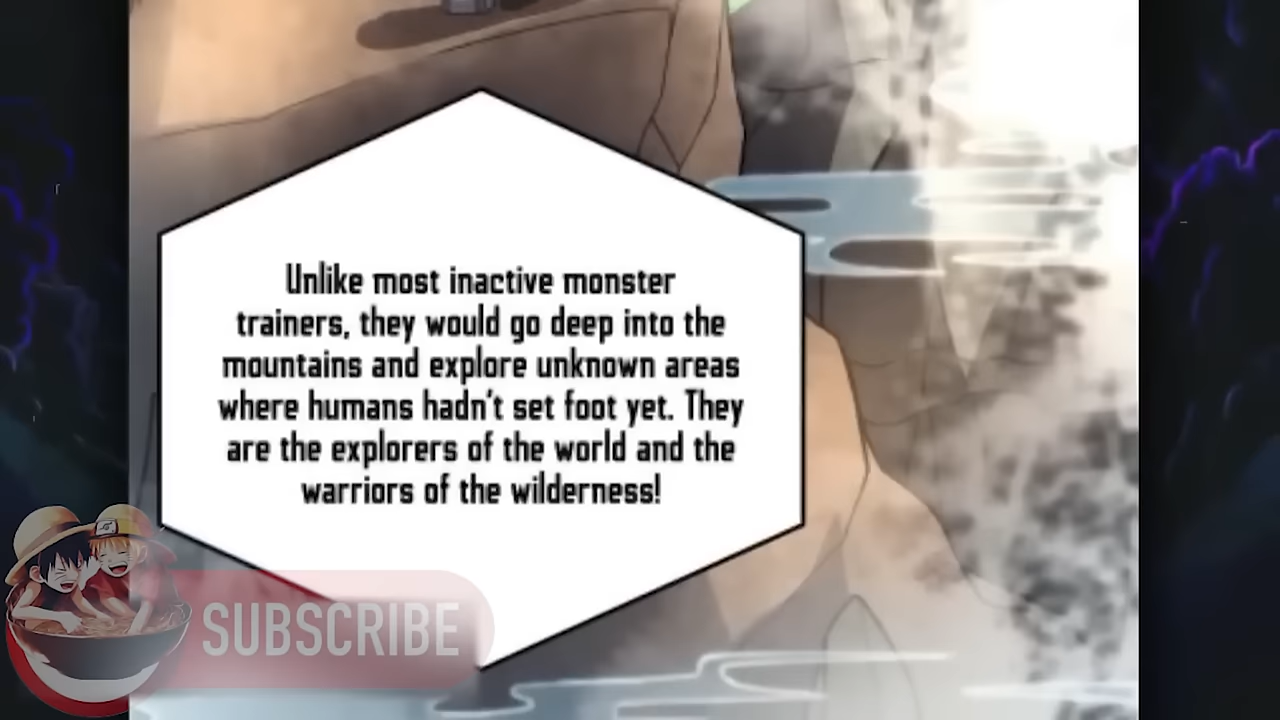 Unlike most inactive monster
trainers, they would go deep into the
mountains and explore unknown areas
where humans hadn't set foot yet. They
are the explorers of the world and the
warriors of the wilderness!
SUBSCRIBE